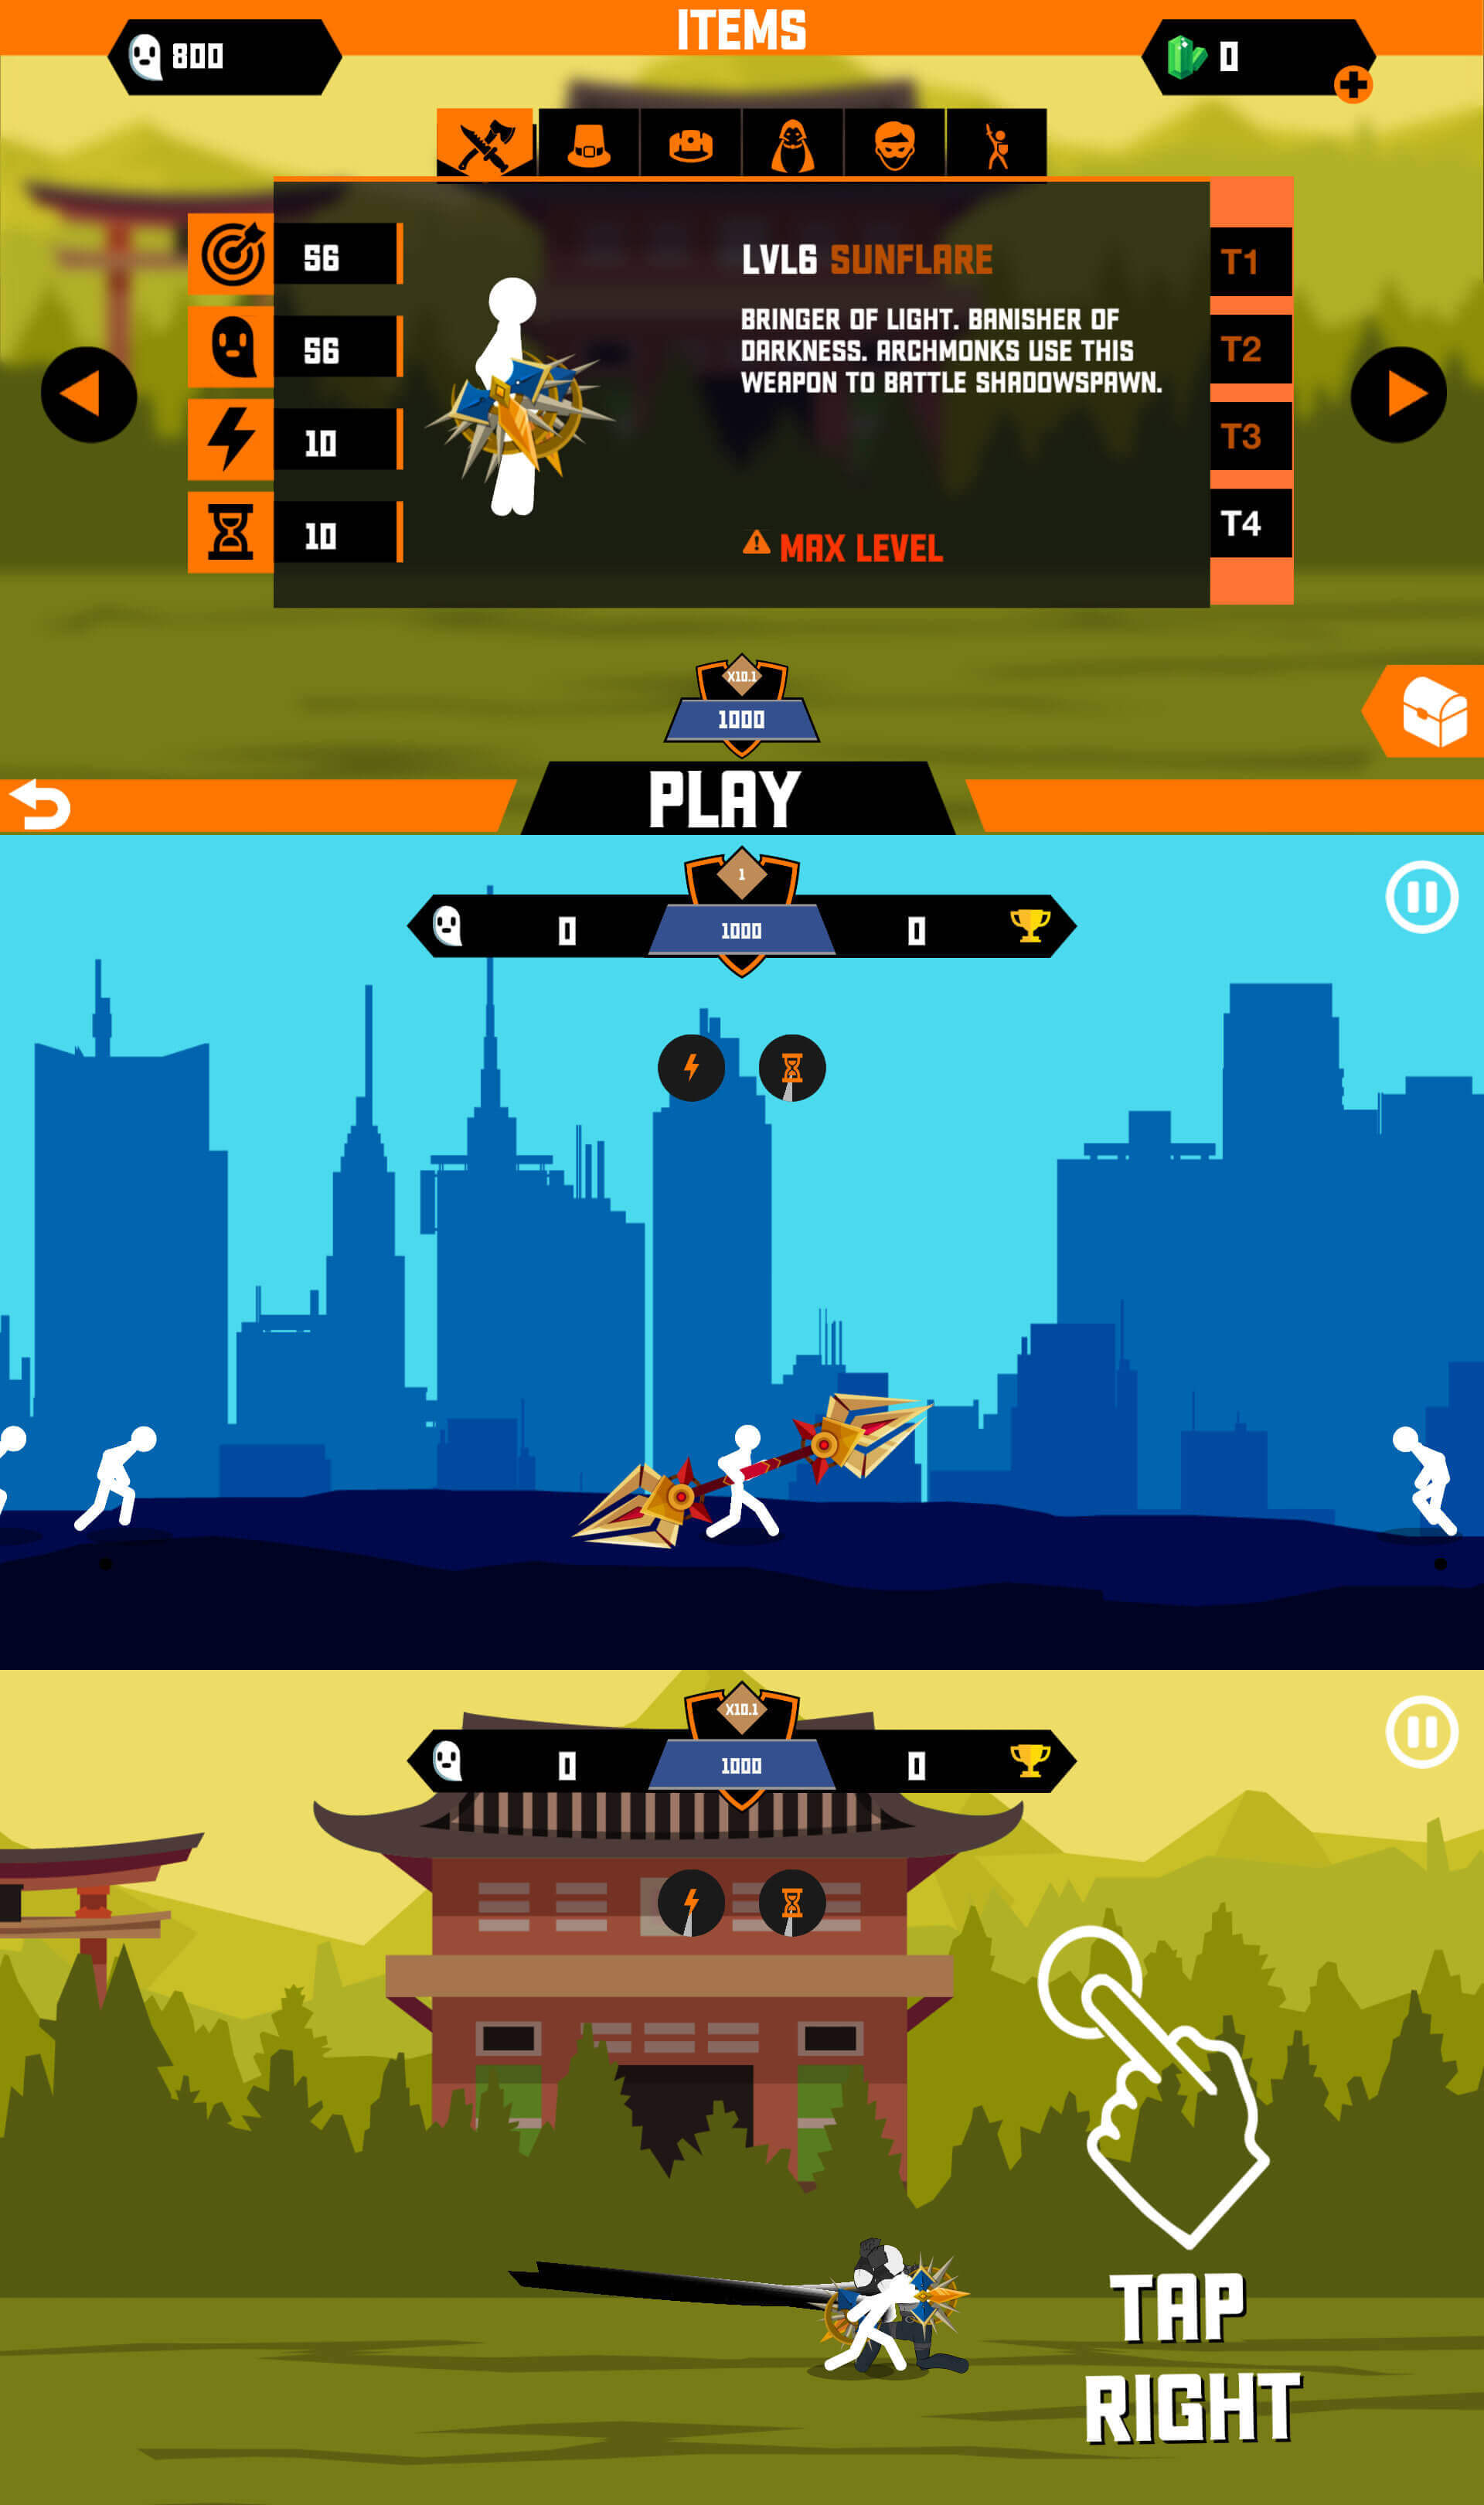 ITEMS
800
0
56
56
10
10
LVL6 SUNFLARE
BRINGER OF LIGHT. BANISHER OF
DARKNESS. ARCHMONKS USE THIS
WEAPON TO BATTLE SHADOWSPAWN.
MAX LEVEL
T1
T2
T3
T4
X10.1
1000
PLAY
1
0
1000
0
X10.1
0
1000
0
TAP
RIGHT